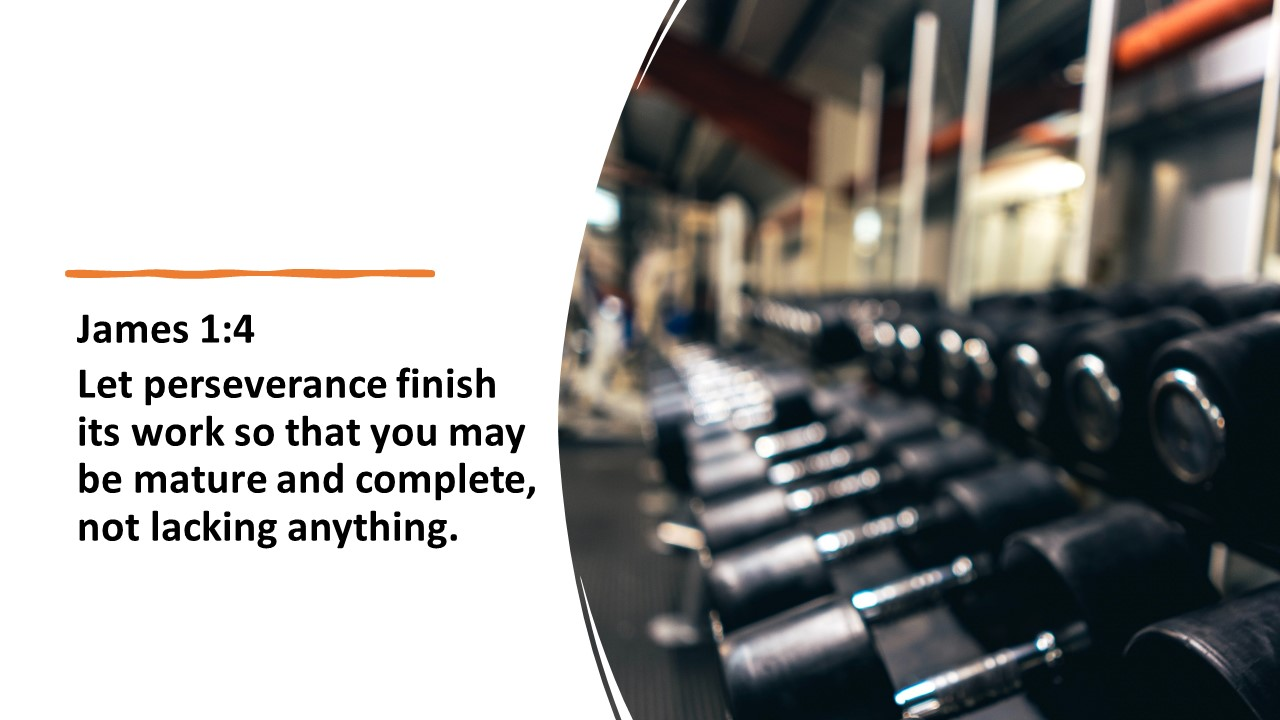 James 1:4
Let perseverance finish
its work so that you may
be mature and complete,
not lacking anything.